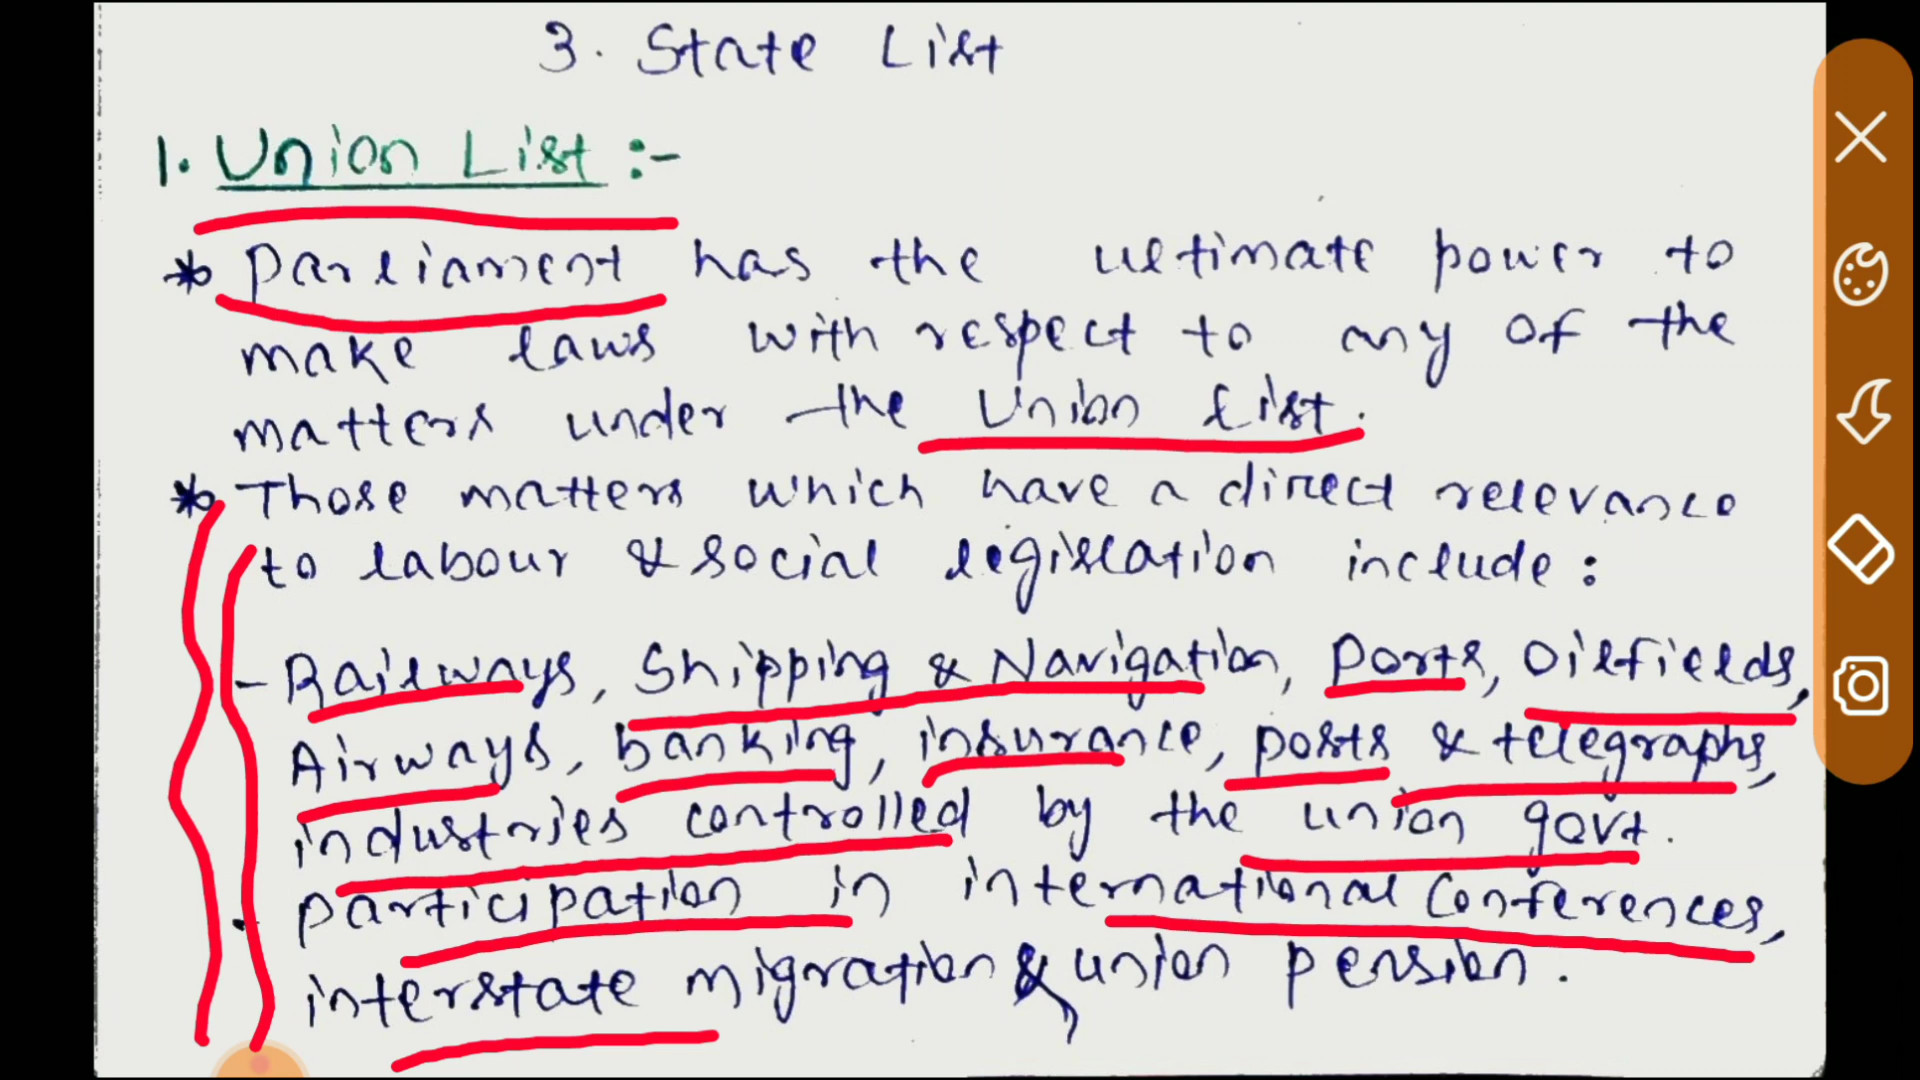 3. State List
1. Union List :-
* Parliament has the ultimate power to
make laws with respect to any of the
matters under the Union List.
* Those matters which have a direct relevance
to labour & social legislation include :
- Railways, Shipping & Navigation, Ports, Oilfields,
Airways, banking, insurance, posts & telegraphs,
industries controlled by the union govt.
- participation in international Conferences,
interstate migration & union pension.